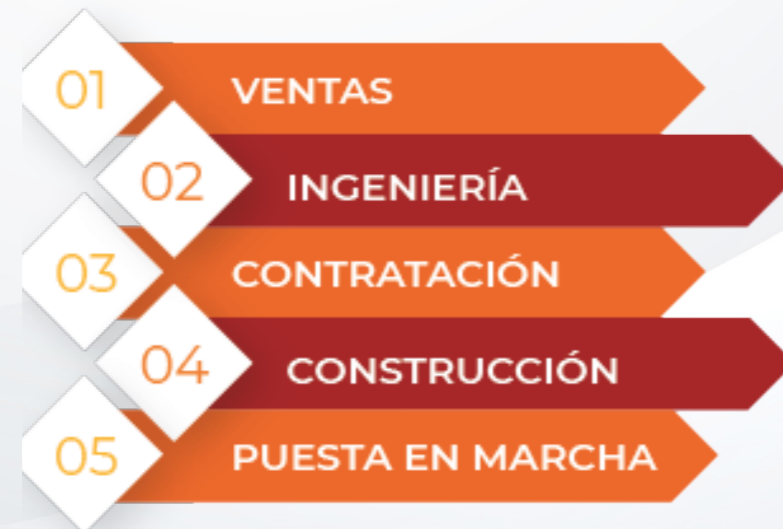 01 VENTAS
02 INGENIERÍA
03 CONTRATACIÓN
04 CONSTRUCCIÓN
05 PUESTA EN MARCHA